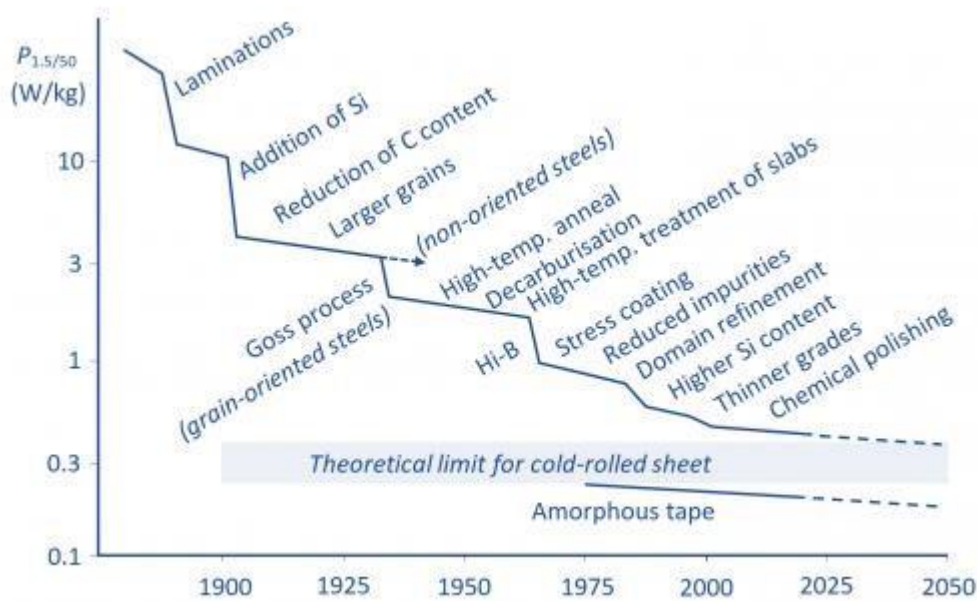 P1.5/50
(W/kg)
10
3
1
0.3
0.1
Laminations
Addition of Si
Reduction of C content
Larger grains
(non-oriented steels)
Goss process
(grain-oriented steels)
High-temp. anneal
Decarburisation
High-temp. treatment of slabs
Hi-B
Stress coating
Reduced impurities
Domain refinement
Higher Si content
Thinner grades
Chemical polishing
Theoretical limit for cold-rolled sheet
Amorphous tape
1900 1925 1950 1975 2000 2025 2050